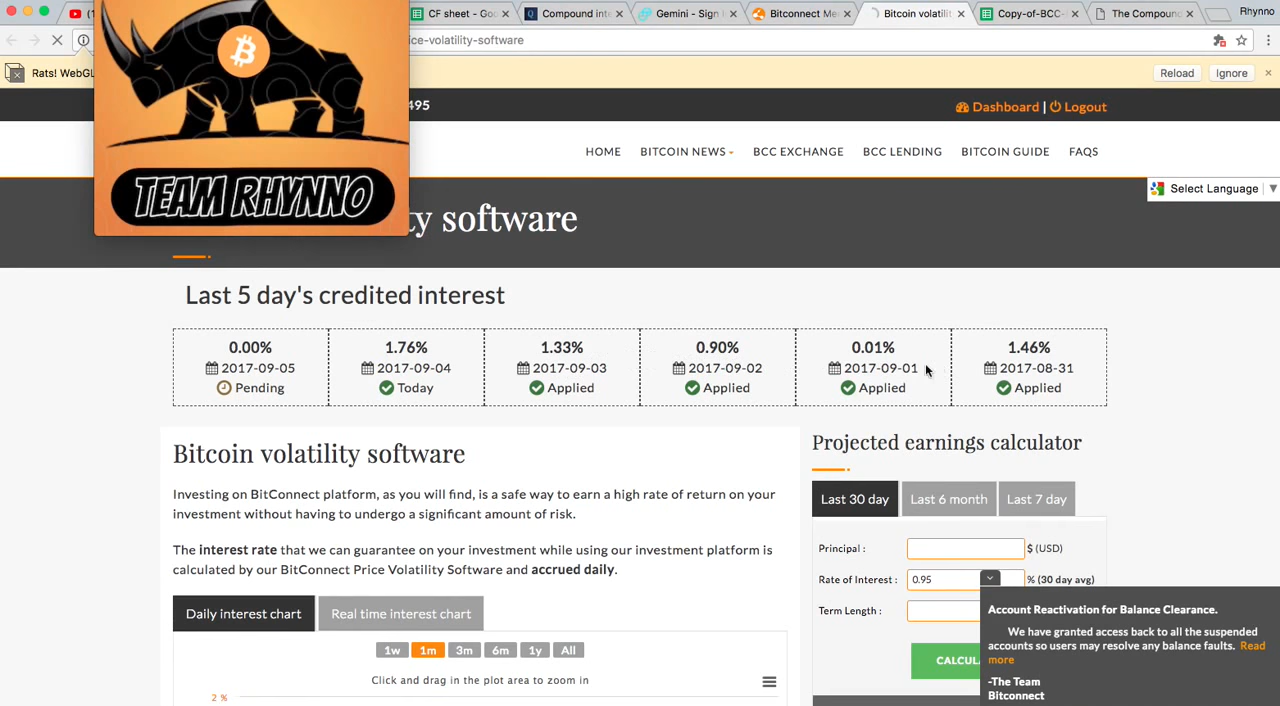 CF sheet - Goo
Compound inte
Gemini - Sign
Bitconnect Me
Bitcoin volatili
Copy-of-BCC-
The Compound
Rhynno
ice-volatility-software
Rats! WebGL
Reload
Ignore
495
Dashboard | Logout
HOME
BITCOIN NEWS
BCC EXCHANGE
BCC LENDING
BITCOIN GUIDE
FAQS
TEAM RHYNNO
Select Language
ty software
Last 5 day's credited interest
0.00%
2017-09-05
Pending
1.76%
2017-09-04
Today
1.33%
2017-09-03
Applied
0.90%
2017-09-02
Applied
0.01%
2017-09-01
Applied
1.46%
2017-08-31
Applied
Bitcoin volatility software
Investing on BitConnect platform, as you will find, is a safe way to earn a high rate of return on your
investment without having to undergo a significant amount of risk.
The interest rate that we can guarantee on your investment while using our investment platform is
calculated by our BitConnect Price Volatility Software and accrued daily.
Daily interest chart
Real time interest chart
1w 1m 3m 6m 1y All
Click and drag in the plot area to zoom in
2 %
Projected earnings calculator
Last 30 day
Last 6 month
Last 7 day
Principal : $ (USD)
Rate of Interest : 0.95 % (30 day avg)
Term Length :
CALCUL
Account Reactivation for Balance Clearance.
We have granted access back to all the suspended
accounts so users may resolve any balance faults. Read
more
-The Team
Bitconnect